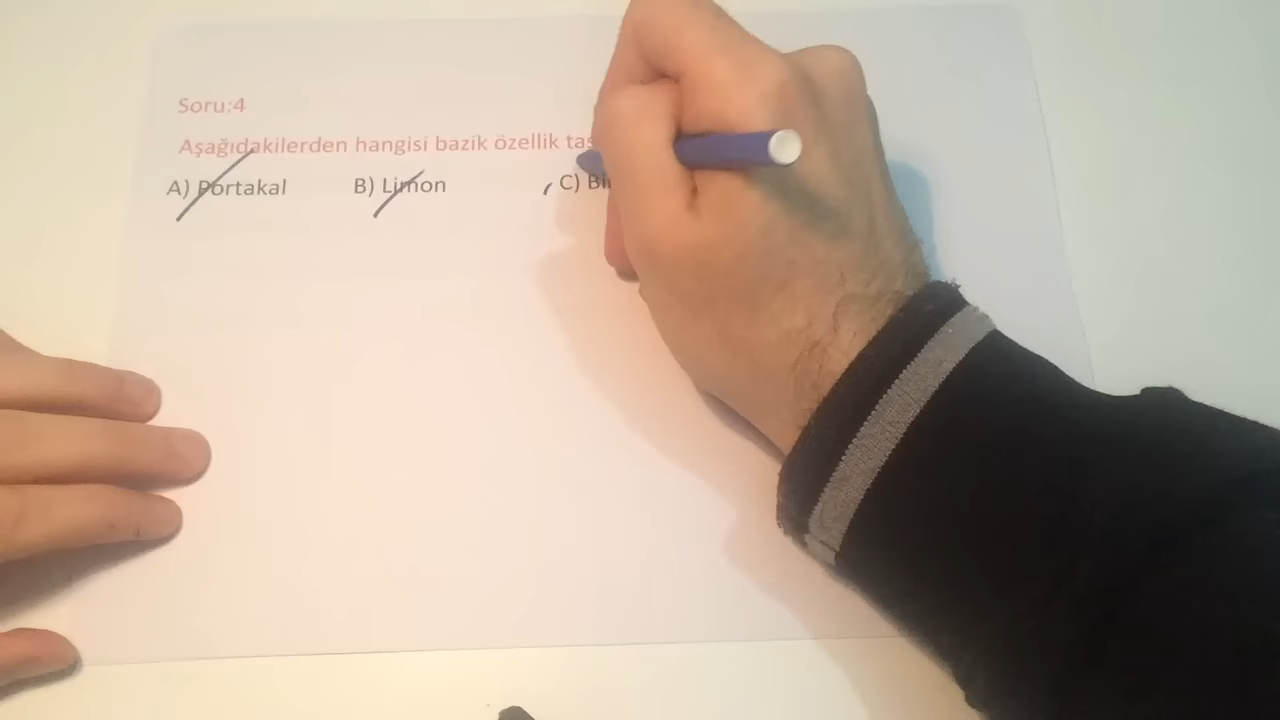 Soru:4
Aşağıdakilerden hangisi bazik özellik
A) Portakal B) Limon C)